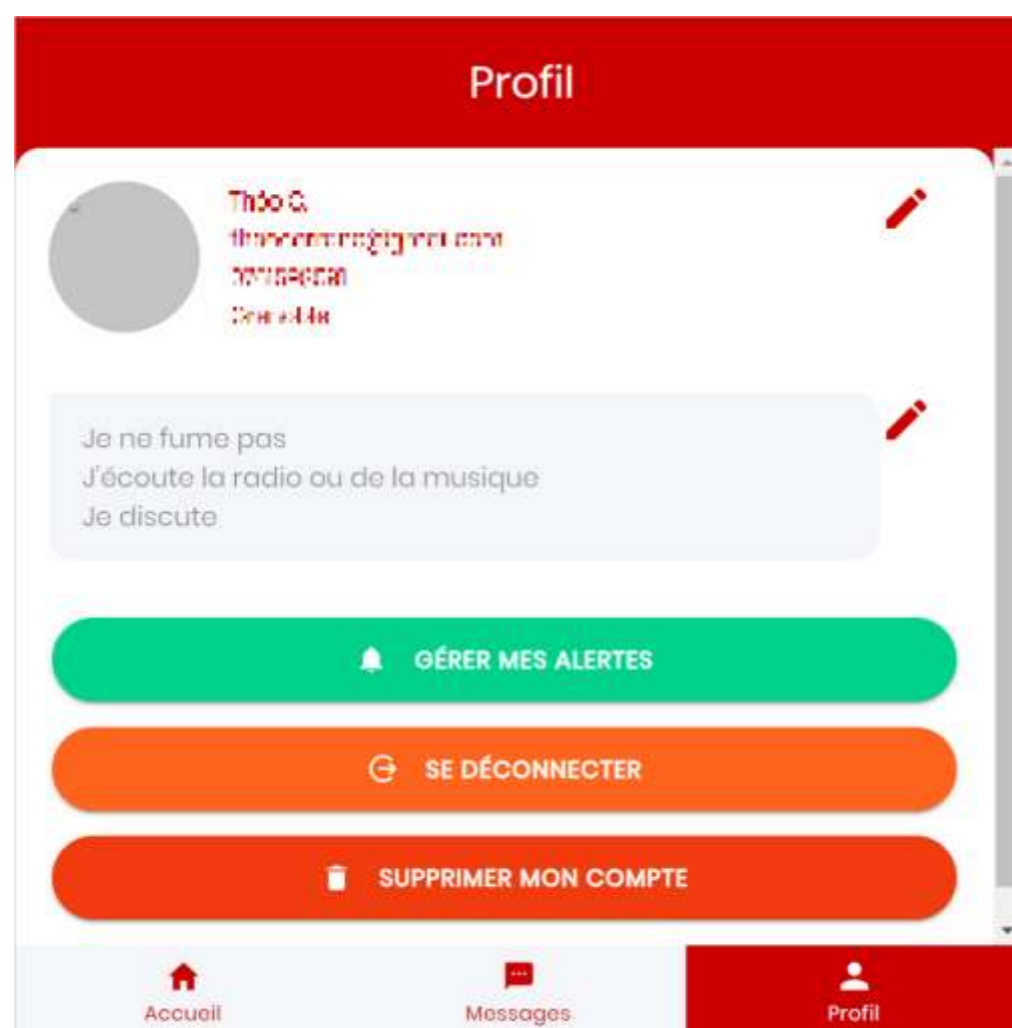 Profil
Théo C.
Je ne fume pas
J'écoute la radio ou de la musique
Je discute
GÉRER MES ALERTES
SE DÉCONNECTER
SUPPRIMER MON COMPTE
Accueil
Messages
Profil